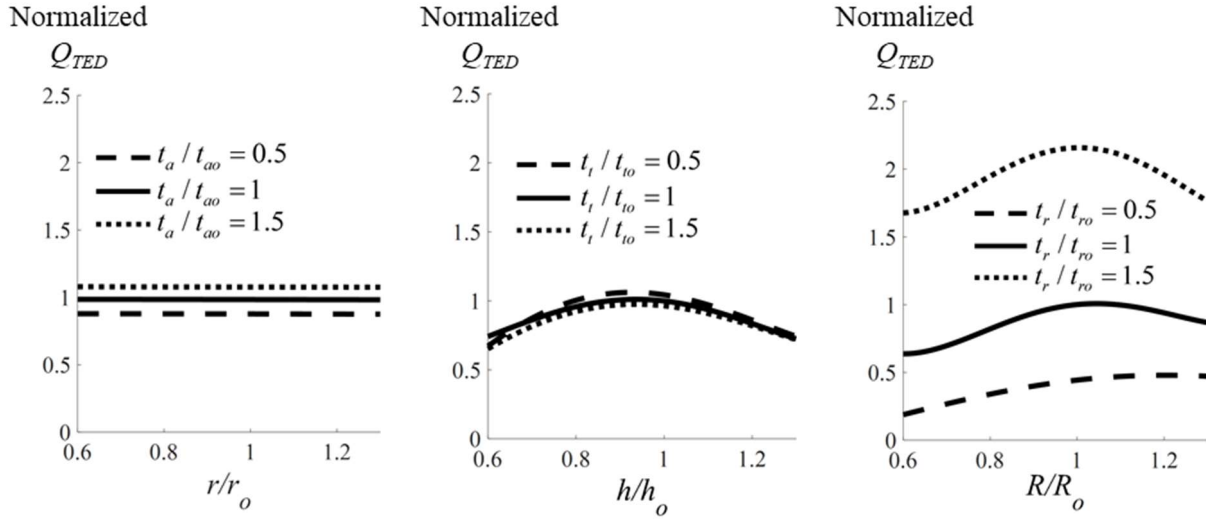 Normalized
Q_TED
2.5
2
1.5
1
0.5
0
t_a / t_ao = 0.5
t_a / t_ao = 1
t_a / t_ao = 1.5
0.6 0.8 1 1.2
r/r_o
Normalized
Q_TED
2.5
2
1.5
1
0.5
0
t_t / t_to = 0.5
t_t / t_to = 1
t_t / t_to = 1.5
0.6 0.8 1 1.2
h/h_o
Normalized
Q_TED
2.5
2
1.5
1
0.5
0
t_r / t_ro = 0.5
t_r / t_ro = 1
t_r / t_ro = 1.5
0.6 0.8 1 1.2
R/R_o